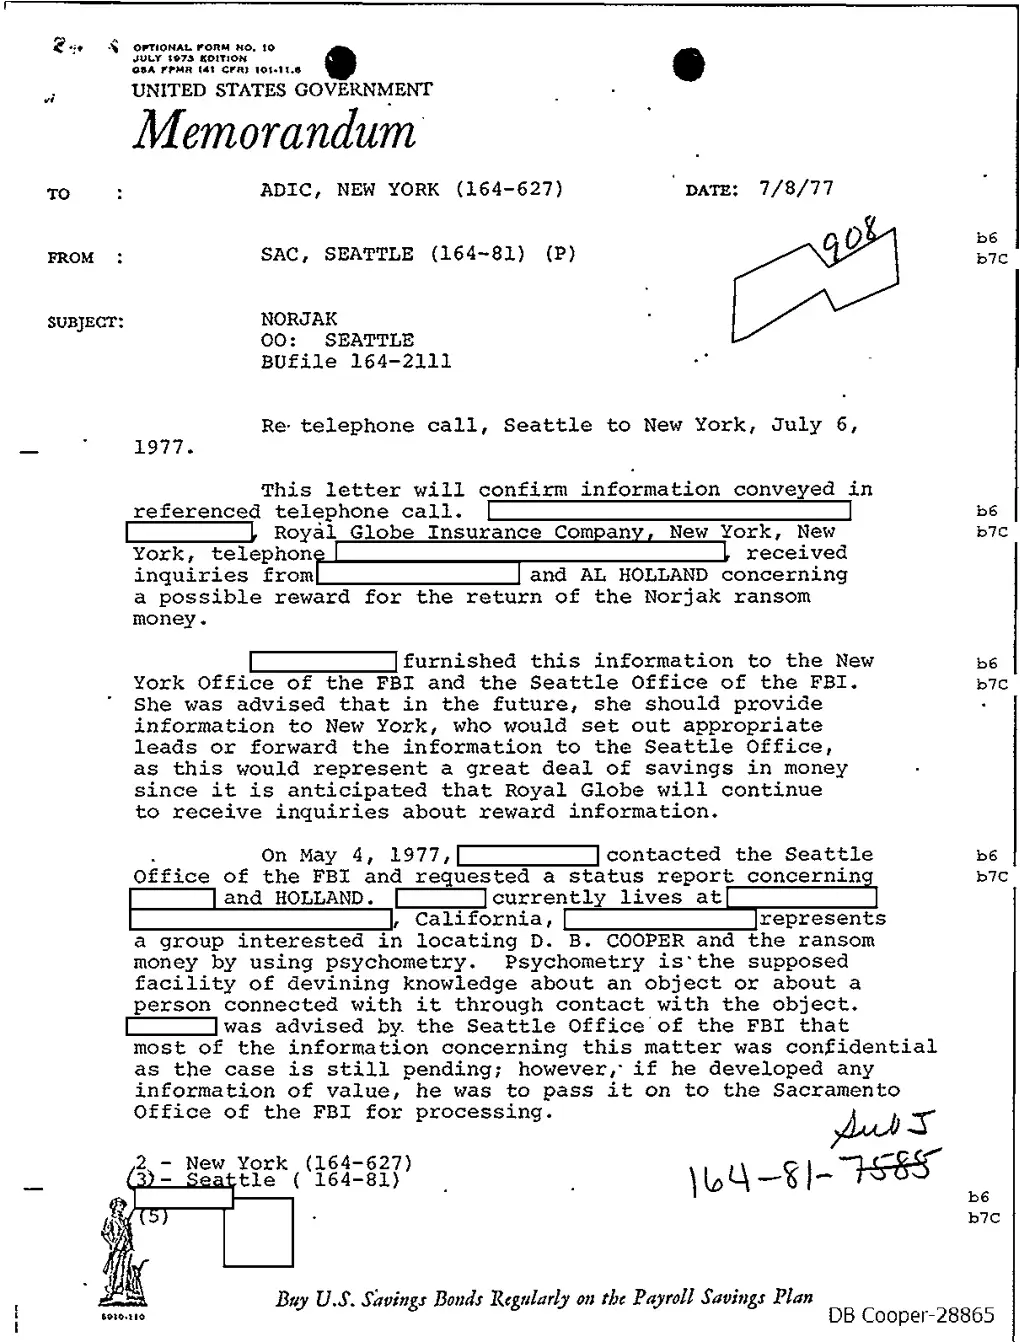 OPTIONAL FORM NO. 10
JULY 1973 EDITION
GSA FPMR (41 CFR) 101-11.6
UNITED STATES GOVERNMENT
Memorandum
TO : ADIC, NEW YORK (164-627) DATE: 7/8/77
908
b6
FROM : SAC, SEATTLE (164-81) (P) b7C
SUBJECT: NORJAK
OO: SEATTLE
BUfile 164-2111
Re telephone call, Seattle to New York, July 6,
1977.
This letter will confirm information conveyed in
referenced telephone call. b6
, Royal Globe Insurance Company, New York, New b7C
York, telephone , received
inquiries from and AL HOLLAND concerning
a possible reward for the return of the Norjak ransom
money.
furnished this information to the New b6
York Office of the FBI and the Seattle Office of the FBI. b7C
She was advised that in the future, she should provide
information to New York, who would set out appropriate
leads or forward the information to the Seattle Office,
as this would represent a great deal of savings in money
since it is anticipated that Royal Globe will continue
to receive inquiries about reward information.
On May 4, 1977, contacted the Seattle b6
Office of the FBI and requested a status report concerning b7C
and HOLLAND. currently lives at
, California, represents
a group interested in locating D. B. COOPER and the ransom
money by using psychometry. Psychometry is the supposed
facility of devining knowledge about an object or about a
person connected with it through contact with the object.
was advised by the Seattle Office of the FBI that
most of the information concerning this matter was confidential
as the case is still pending; however, if he developed any
information of value, he was to pass it on to the Sacramento
Office of the FBI for processing.
Sub J
2 - New York (164-627)
164-81-7585
(3)- Seattle ( 164-81)
b6
(5) b7C
5010-110
Buy U.S. Savings Bonds Regularly on the Payroll Savings Plan
DB Cooper-28865